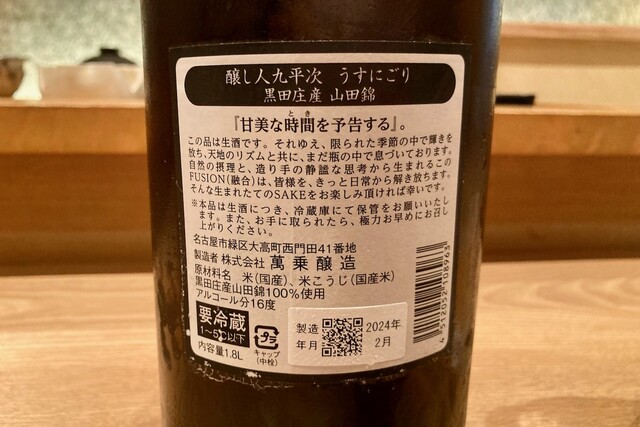 醸し人九平次 うすにごり
黒田庄産 山田錦
『甘美な時間を予告する』。
とき
この品は生酒です。それゆえ、限られた季節の中で輝きを
放ち、天地のリズムと共に、まだ瓶の中で息づいております。
自然の摂理と、造り手の静謐な思考から生まれるこの
FUSION(融合)は、皆様を、きっと日常から解き放ちます。
そんな生まれたてのSAKEをお楽しみ頂ければ幸いです。
※本品は生酒につき、冷蔵庫にて保管をお願いいたし
ます。また、お手に取られたら、極力お早めにお召し
上がりください。
名古屋市緑区大高町西門田41番地
製造者 株式会社 萬乗醸造
原材料名 米(国産)、米こうじ(国産米)
黒田庄産山田錦100%使用
アルコール分16度
要冷蔵
1〜5℃以下
内容量1.8L
プラ
キャップ
(中栓)
製造
年月
2024年
2月
4512052108963